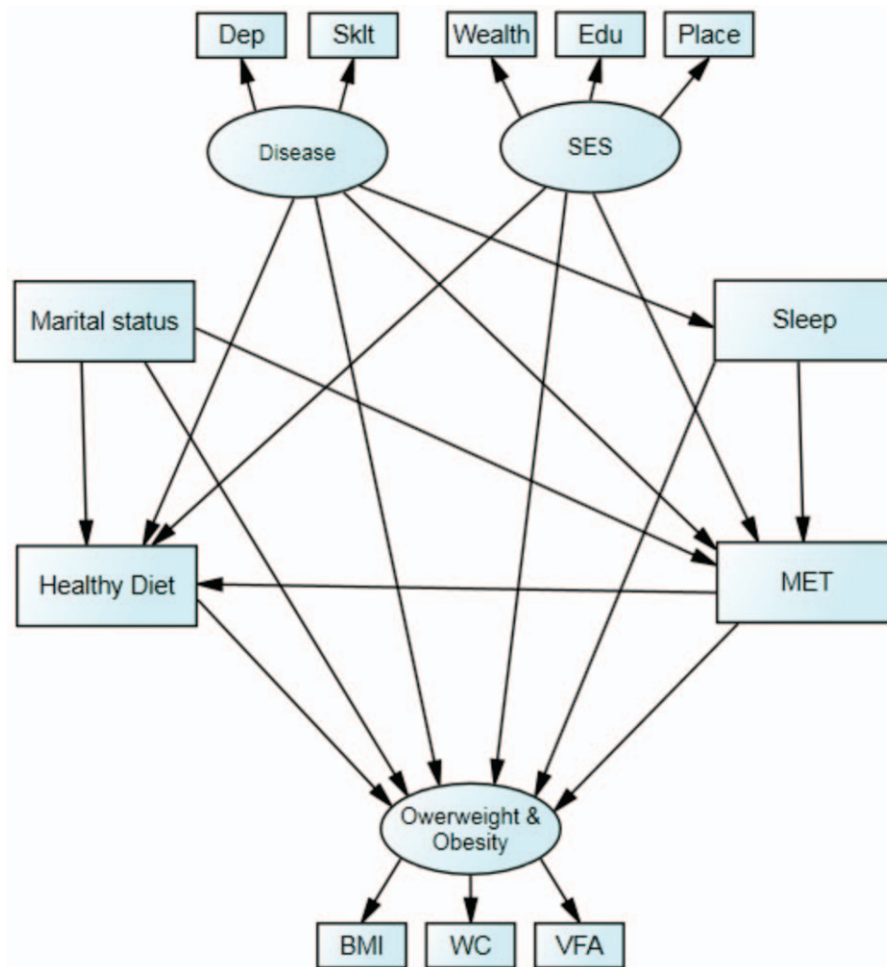 Dep
Sklt
Wealth
Edu
Place
Disease
SES
Marital status
Sleep
Healthy Diet
MET
Owerweight &
Obesity
BMI
WC
VFA